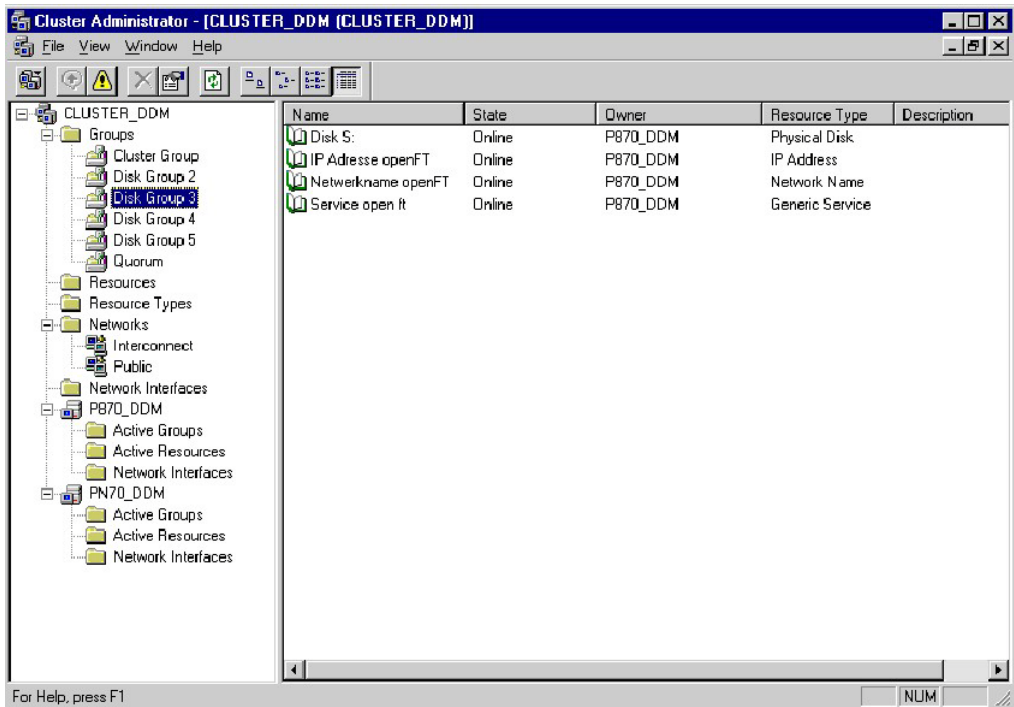 Cluster Administrator - [CLUSTER_DDM (CLUSTER_DDM)]
File View Window Help
CLUSTER_DDM
Groups
Cluster Group
Disk Group 2
Disk Group 3
Disk Group 4
Disk Group 5
Quorum
Resources
Resource Types
Networks
Interconnect
Public
Network Interfaces
P870_DDM
Active Groups
Active Resources
Network Interfaces
PN70_DDM
Active Groups
Active Resources
Network Interfaces
Name State Owner Resource Type Description
Disk S: Online P870_DDM Physical Disk
IP Adresse openFT Online P870_DDM IP Address
Netwerkname openFT Online P870_DDM Network Name
Service open ft Online P870_DDM Generic Service
For Help, press F1 NUM